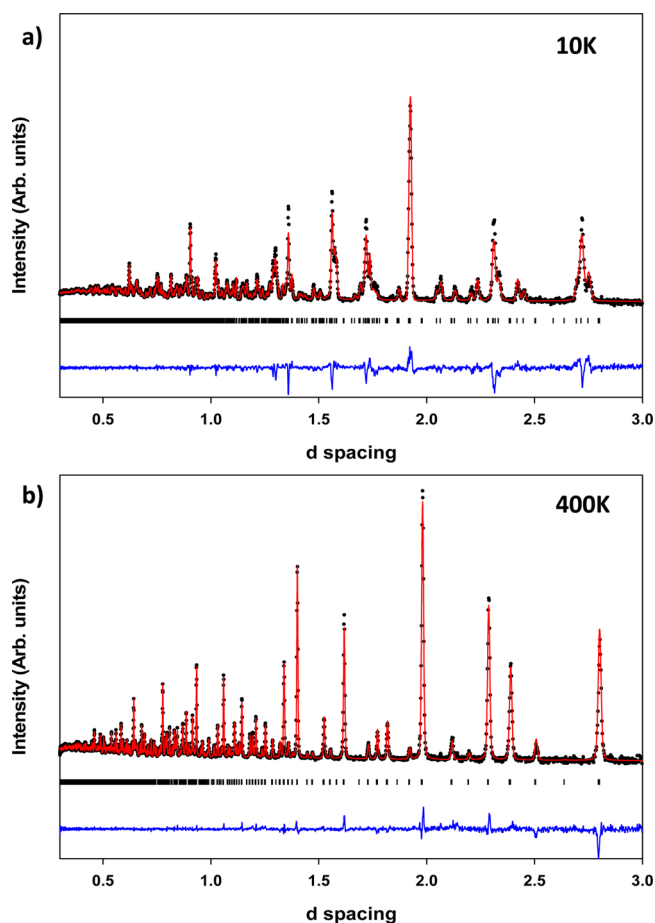 a)
10K
Intensity (Arb. units)
0.5 1.0 1.5 2.0 2.5 3.0
d spacing
b)
400K
Intensity (Arb. units)
0.5 1.0 1.5 2.0 2.5 3.0
d spacing